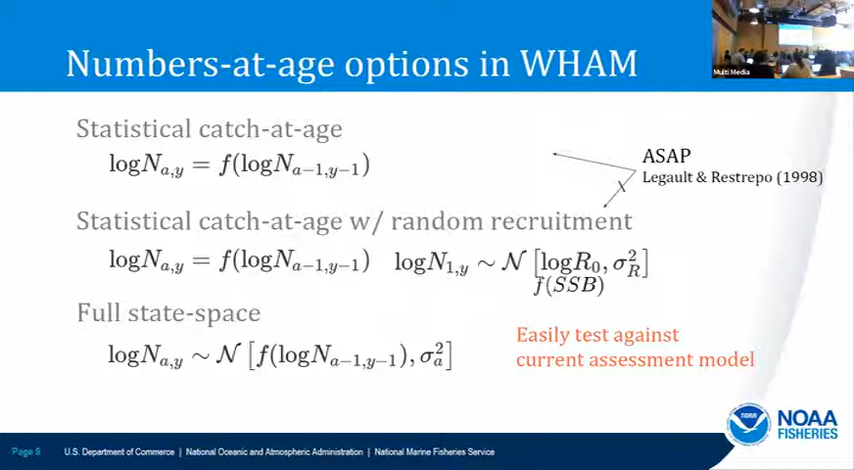 Numbers-at-age options in WHAM
Multi Media
Statistical catch-at-age
logN_{a,y} = f(logN_{a−1,y−1})
ASAP
Legault & Restrepo (1998)
Statistical catch-at-age w/ random recruitment
logN_{a,y} = f(logN_{a−1,y−1}) logN_{1,y} ∼ 𝒩 [logR_0, σ_R^2]
f(SSB)
Full state-space
logN_{a,y} ∼ 𝒩 [f(logN_{a−1,y−1}), σ_a^2]
Easily test against
current assessment model
NOAA
NOAA
FISHERIES
Page 8 U.S. Department of Commerce | National Oceanic and Atmospheric Administration | National Marine Fisheries Service